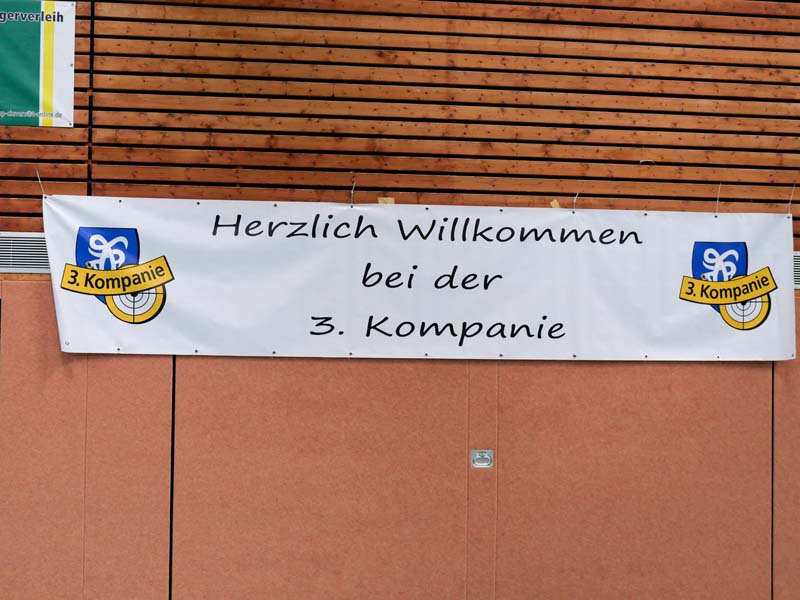 gerverleih
Herzlich Willkommen
bei der
3. Kompanie
3. Kompanie
3. Kompanie